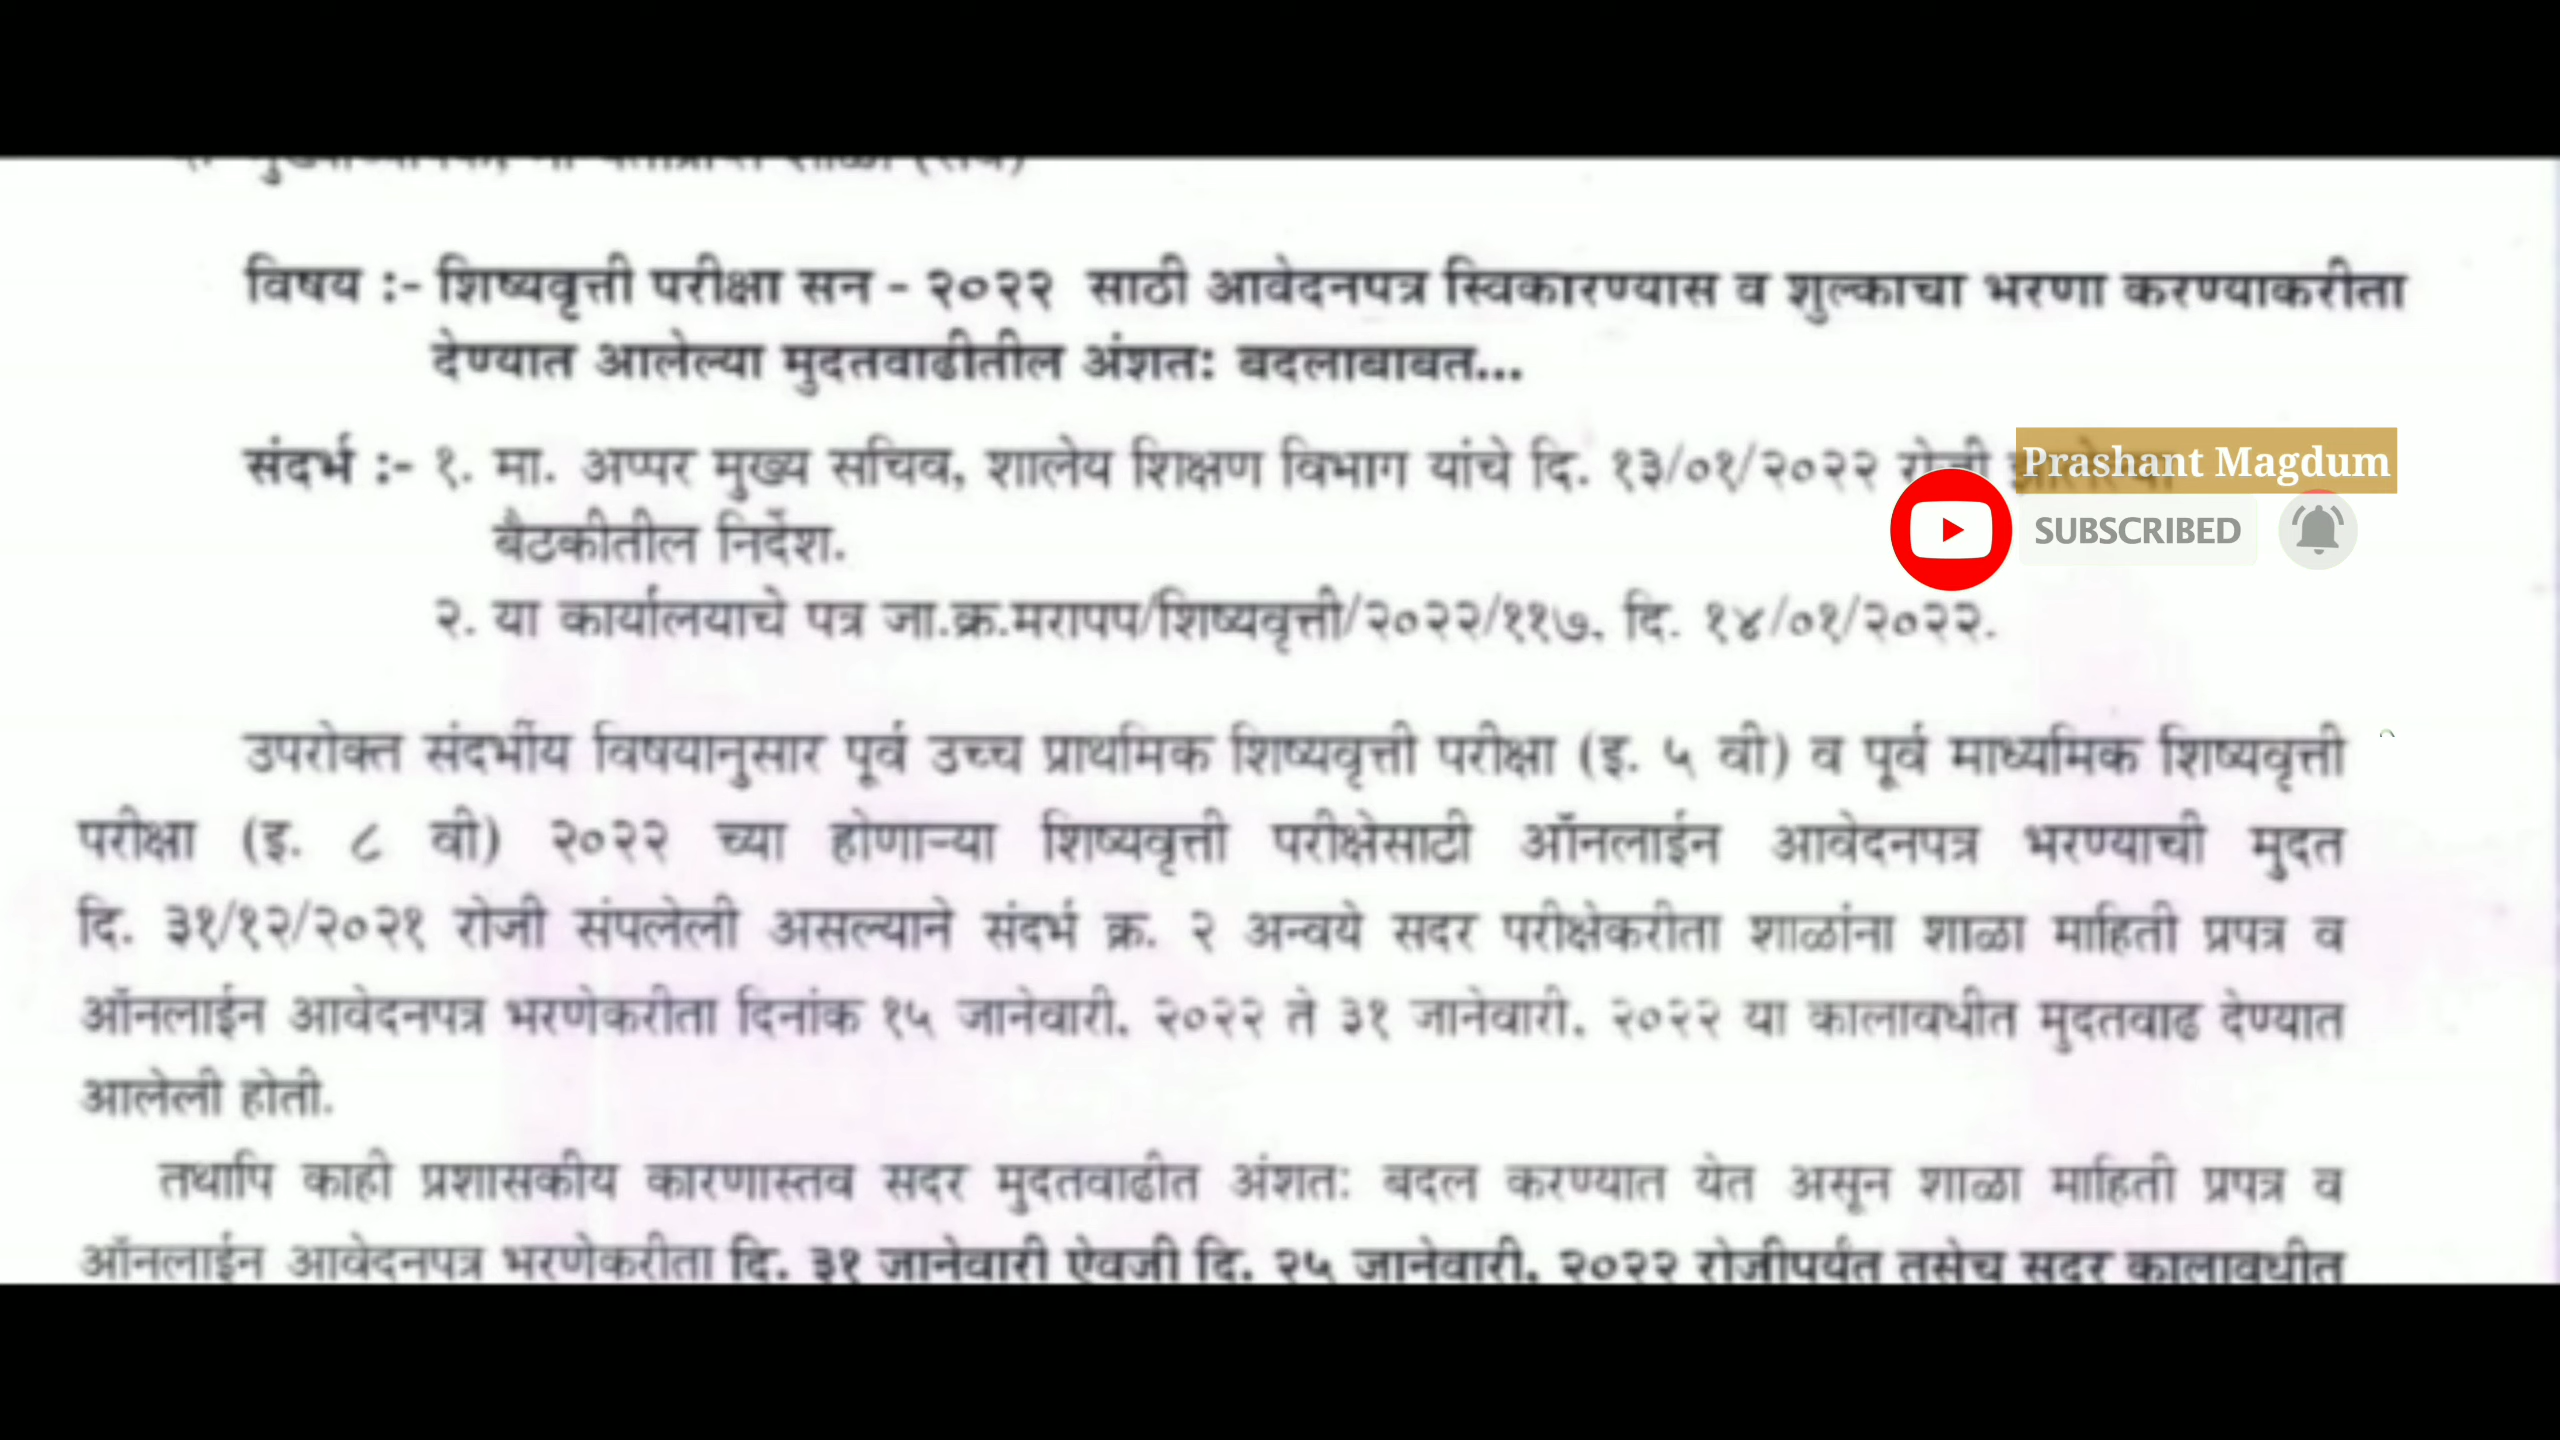 विषय :- शिष्यवृत्ती परीक्षा सन - २०२२ साठी आवेदनपत्र स्विकारण्यास व शुल्काचा भरणा करण्याकरीता
देण्यात आलेल्या मुदतवाढीतील अंशतः बदलाबाबत...
संदर्भ :- १. मा. अप्पर मुख्य सचिव, शालेय शिक्षण विभाग यांचे दि. १३/०१/२०२२ रोजी झालेल्या
Prashant Magdum
बैठकीतील निर्देश.
SUBSCRIBED
२. या कार्यालयाचे पत्र जा.क्र.मरापप/शिष्यवृत्ती/२०२२/११७, दि. १४/०१/२०२२.
उपरोक्त संदर्भीय विषयानुसार पूर्व उच्च प्राथमिक शिष्यवृत्ती परीक्षा (इ. ५ वी) व पूर्व माध्यमिक शिष्यवृत्ती
परीक्षा (इ. ८ वी) २०२२ च्या होणाऱ्या शिष्यवृत्ती परीक्षेसाटी ऑनलाईन आवेदनपत्र भरण्याची मुदत
दि. ३१/१२/२०२१ रोजी संपलेली असल्याने संदर्भ क्र. २ अन्वये सदर परीक्षेकरीता शाळांना शाळा माहिती प्रपत्र व
ऑनलाईन आवेदनपत्र भरणेकरीता दिनांक १५ जानेवारी, २०२२ ते ३१ जानेवारी, २०२२ या कालावधीत मुदतवाढ देण्यात
आलेली होती.
तथापि काही प्रशासकीय कारणास्तव सदर मुदतवाढीत अंशतः बदल करण्यात येत असून शाळा माहिती प्रपत्र व
ऑनलाईन आवेदनपत्र भरणेकरीता दि. ३१ जानेवारी ऐवजी दि. २५ जानेवारी, २०२२ रोजीपर्यंत तसेच सदर कालावधीत